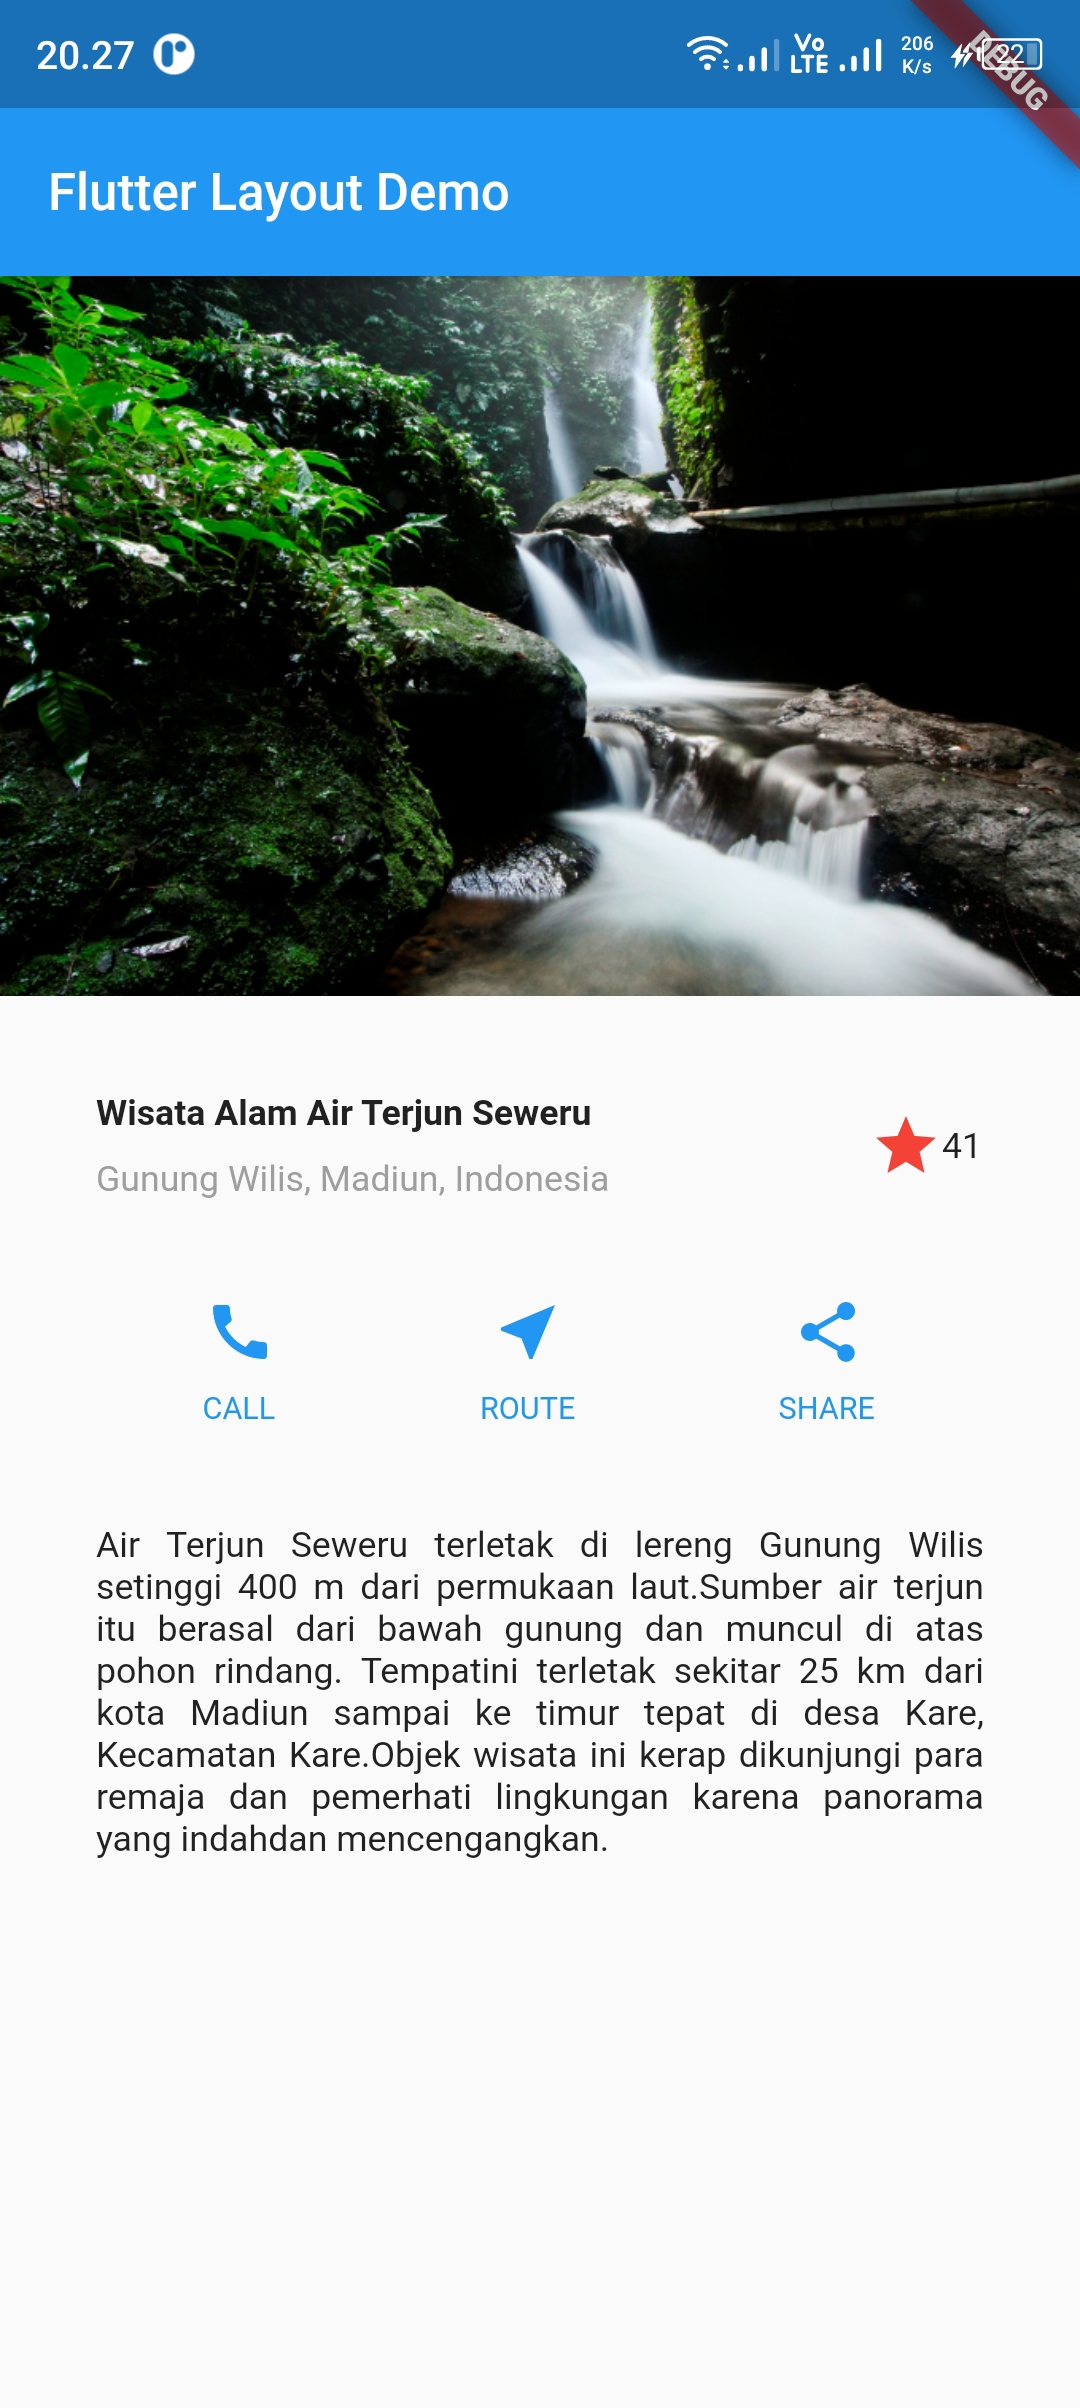 20.27
Vo
LTE
206
K/s
22
DEBUG
Flutter Layout Demo
Wisata Alam Air Terjun Seweru
Gunung Wilis, Madiun, Indonesia
41
CALL
ROUTE
SHARE
Air Terjun Seweru terletak di lereng Gunung Wilis
setinggi 400 m dari permukaan laut.Sumber air terjun
itu berasal dari bawah gunung dan muncul di atas
pohon rindang. Tempatini terletak sekitar 25 km dari
kota Madiun sampai ke timur tepat di desa Kare,
Kecamatan Kare.Objek wisata ini kerap dikunjungi para
remaja dan pemerhati lingkungan karena panorama
yang indahdan mencengangkan.